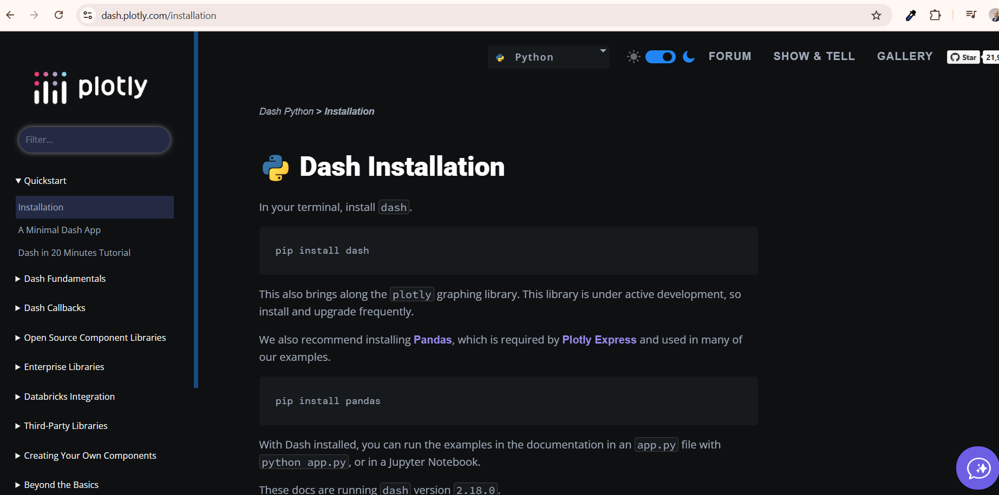 dash.plotly.com/installation
Python
FORUM
SHOW & TELL
GALLERY
Star
plotly
Filter...
▼ Quickstart
Installation
A Minimal Dash App
Dash in 20 Minutes Tutorial
▶ Dash Fundamentals
▶ Dash Callbacks
▶ Open Source Component Libraries
▶ Enterprise Libraries
▶ Databricks Integration
▶ Third-Party Libraries
▶ Creating Your Own Components
▶ Beyond the Basics
Dash Python > Installation
Dash Installation
In your terminal, install dash.
pip install dash
This also brings along the plotly graphing library. This library is under active development, so
install and upgrade frequently.
We also recommend installing Pandas, which is required by Plotly Express and used in many of
our examples.
pip install pandas
With Dash installed, you can run the examples in the documentation in an app.py file with
python app.py, or in a Jupyter Notebook.
These docs are running dash version 2.18.0.